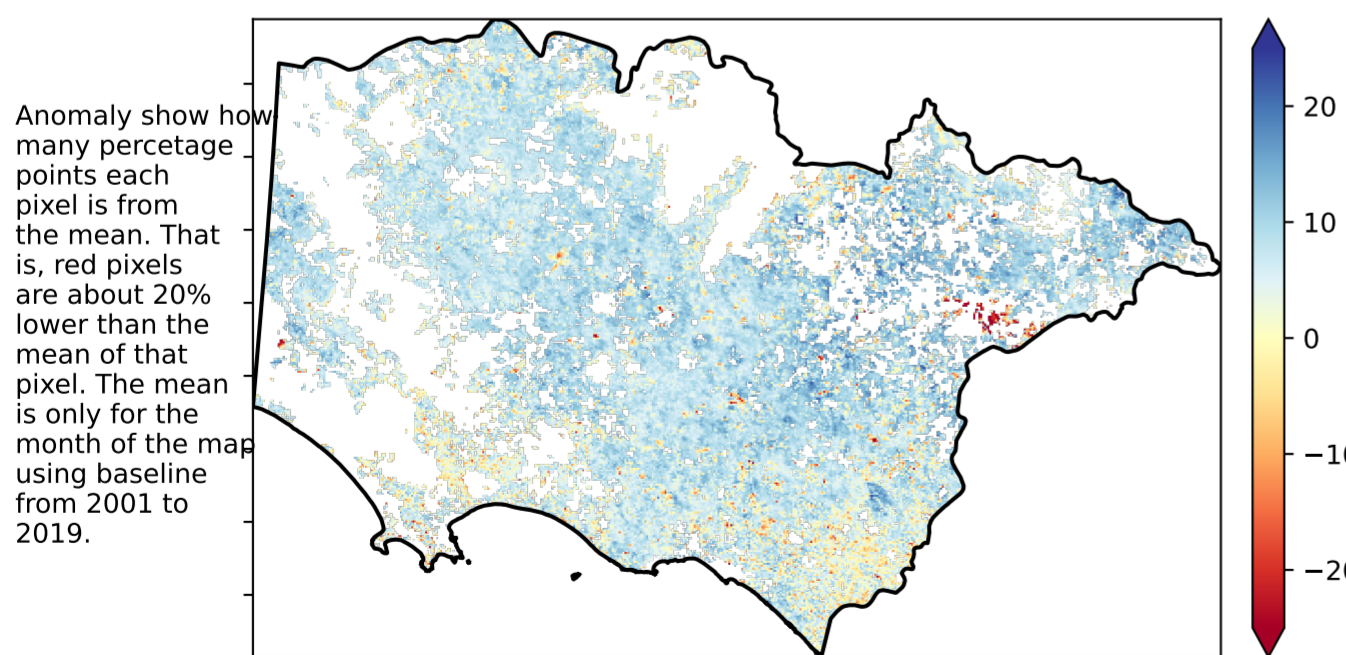 Anomaly show how
many percetage
points each
pixel is from
the mean. That
is, red pixels
are about 20%
lower than the
mean of that
pixel. The mean
is only for the
month of the map
using baseline
from 2001 to
2019.
20
10
0
−10
−20